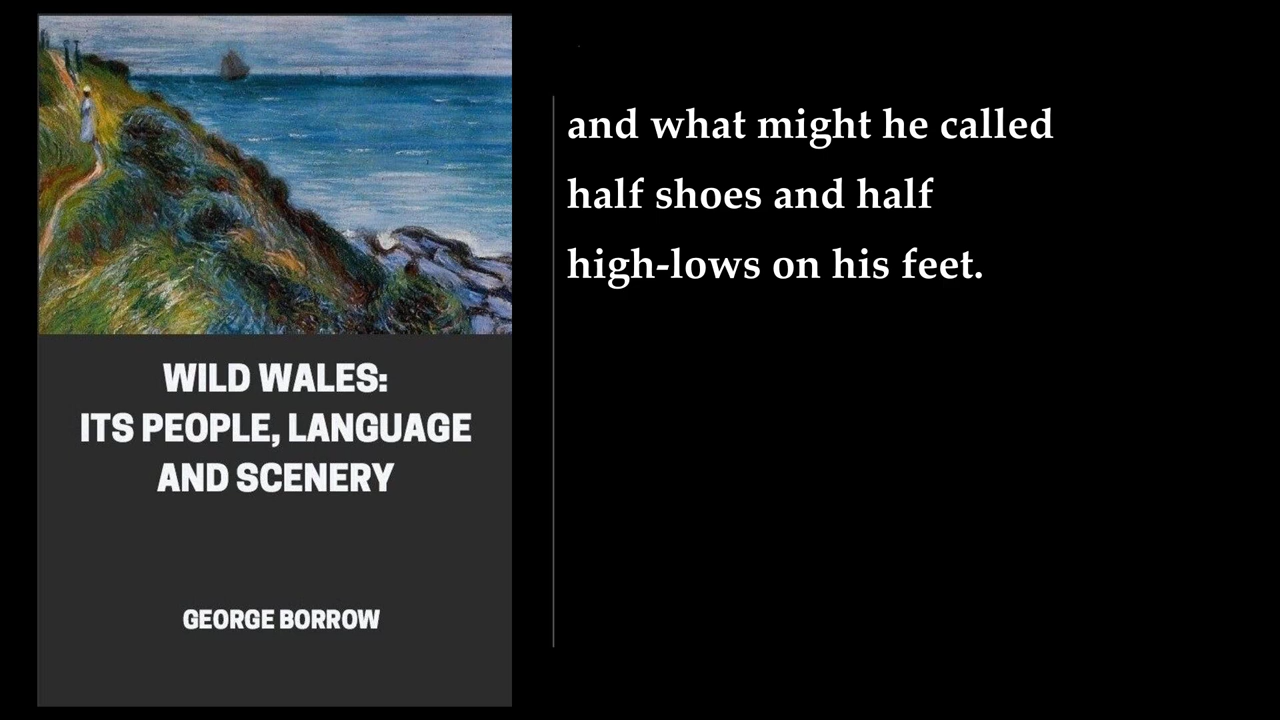 WILD WALES:
ITS PEOPLE, LANGUAGE
AND SCENERY
GEORGE BORROW
and what might he called
half shoes and half
high-lows on his feet.